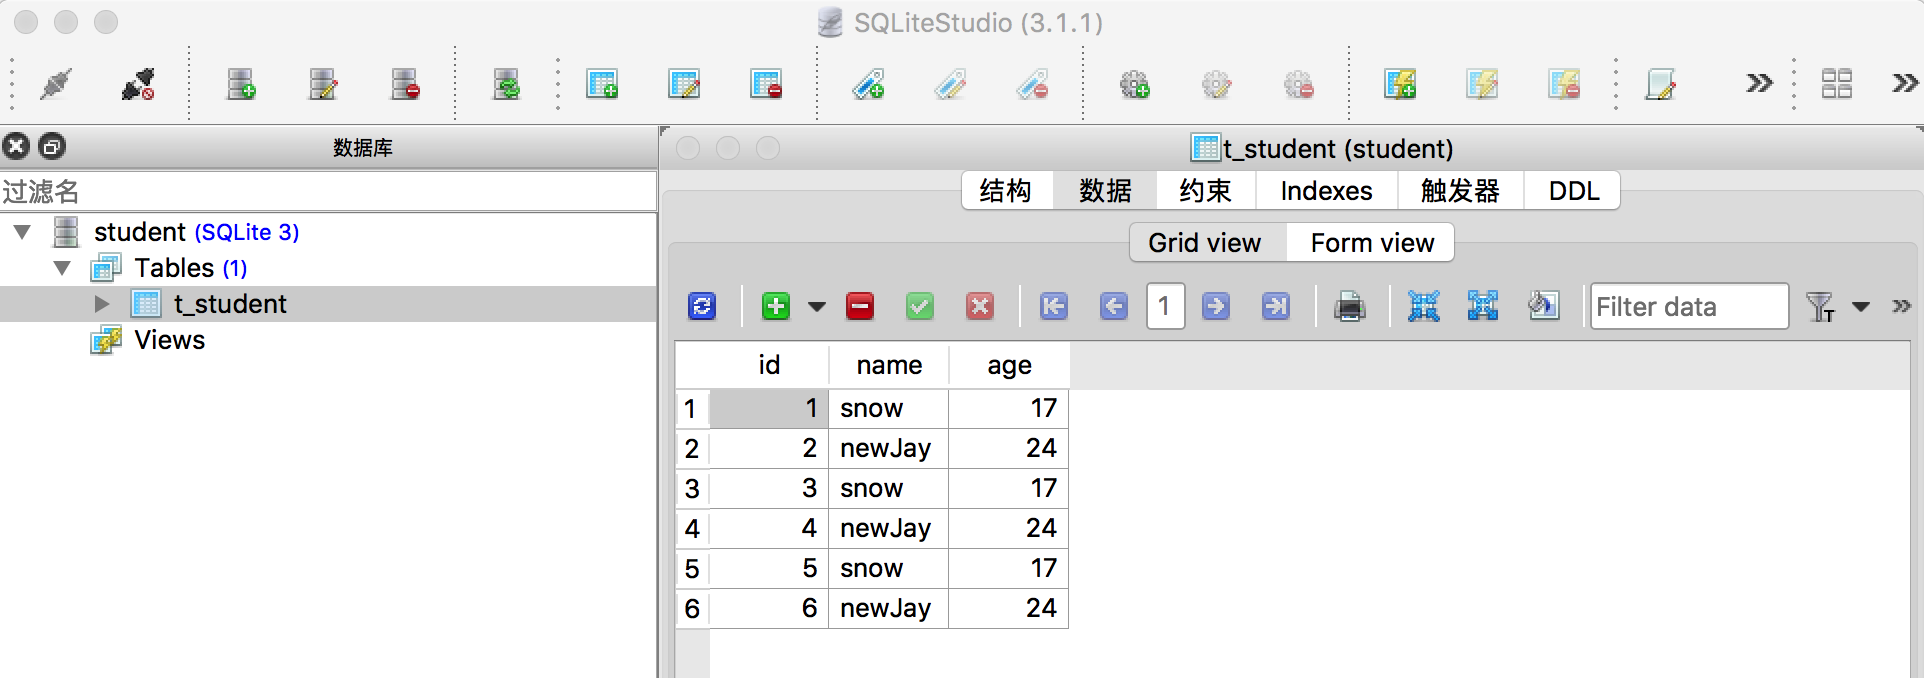 SQLiteStudio (3.1.1)
数据库
过滤名
student (SQLite 3)
Tables (1)
t_student
Views
t_student (student)
结构 数据 约束 Indexes 触发器 DDL
Grid view Form view
1 Filter data
T
id name age
1 1 snow 17
2 2 newJay 24
3 3 snow 17
4 4 newJay 24
5 5 snow 17
6 6 newJay 24